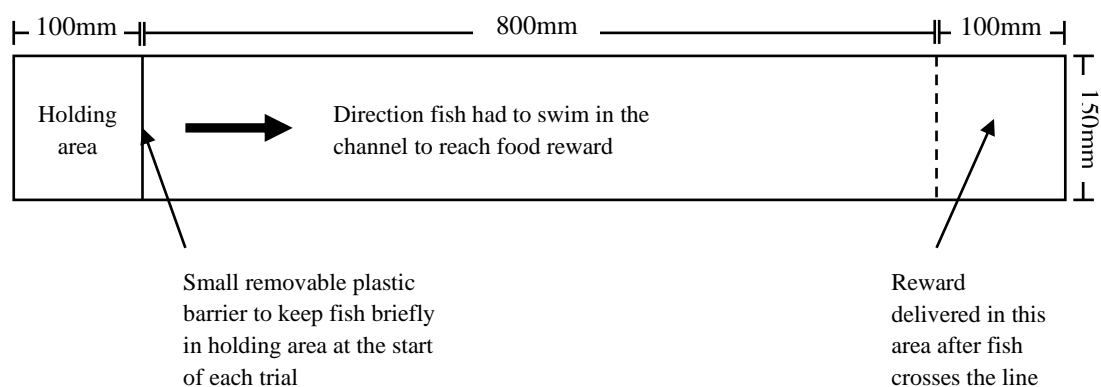 100mm
800mm
100mm
Holding
area
Direction fish had to swim in the
channel to reach food reward
150mm
Small removable plastic
barrier to keep fish briefly
in holding area at the start
of each trial
Reward
delivered in this
area after fish
crosses the line